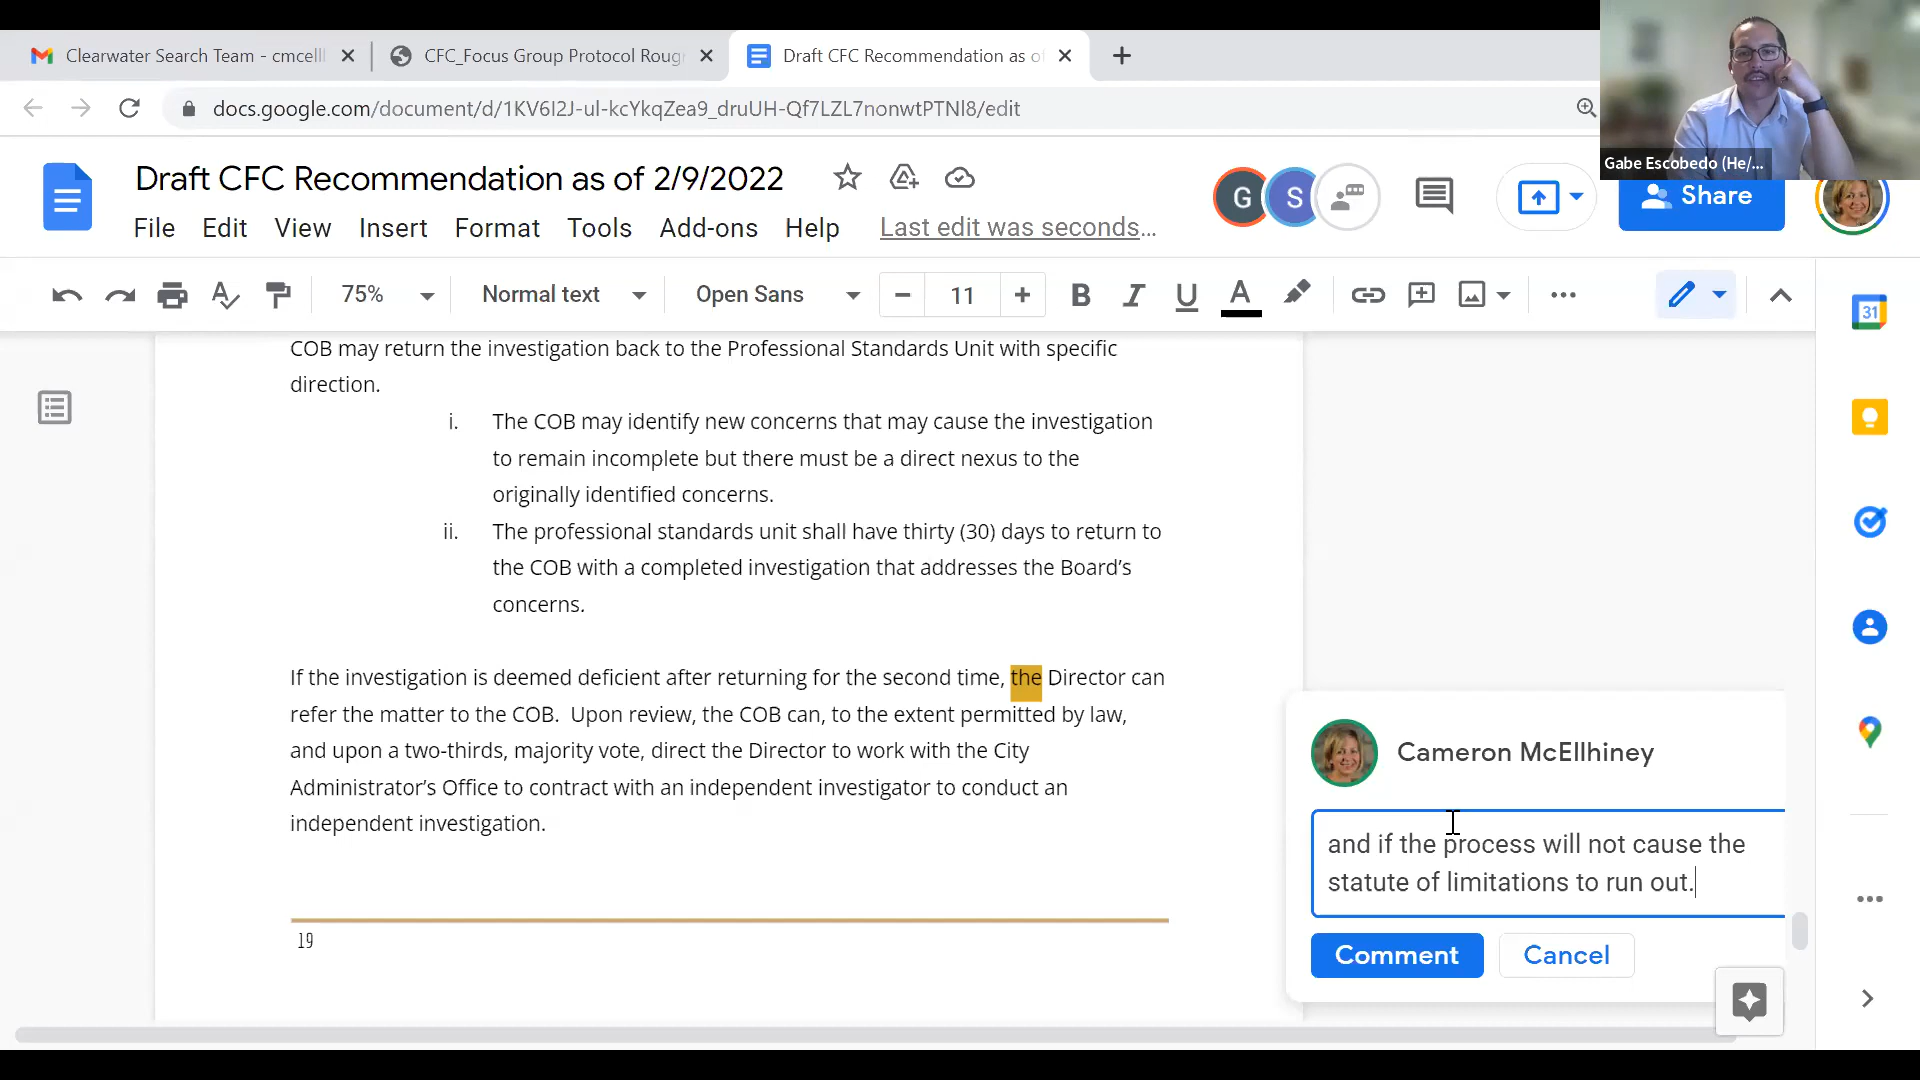 Clearwater Search Team - cmcell
CFC_Focus Group Protocol Roug
Draft CFC Recommendation as of
docs.google.com/document/d/1KV6I2J-ul-kcYkqZea9_druUH-Qf7LZL7nonwtPTNI8/edit
Gabe Escobedo (He/...
Draft CFC Recommendation as of 2/9/2022
G
S
Share
File Edit View Insert Format Tools Add-ons Help Last edit was seconds...
75% Normal text Open Sans 11 B I U A
31
COB may return the investigation back to the Professional Standards Unit with specific
direction.
i. The COB may identify new concerns that may cause the investigation
to remain incomplete but there must be a direct nexus to the
originally identified concerns.
ii. The professional standards unit shall have thirty (30) days to return to
the COB with a completed investigation that addresses the Board's
concerns.
If the investigation is deemed deficient after returning for the second time, the Director can
refer the matter to the COB. Upon review, the COB can, to the extent permitted by law,
and upon a two-thirds, majority vote, direct the Director to work with the City
Administrator's Office to contract with an independent investigator to conduct an
independent investigation.
19
Cameron McEllhiney
and if the process will not cause the
statute of limitations to run out.
Comment Cancel